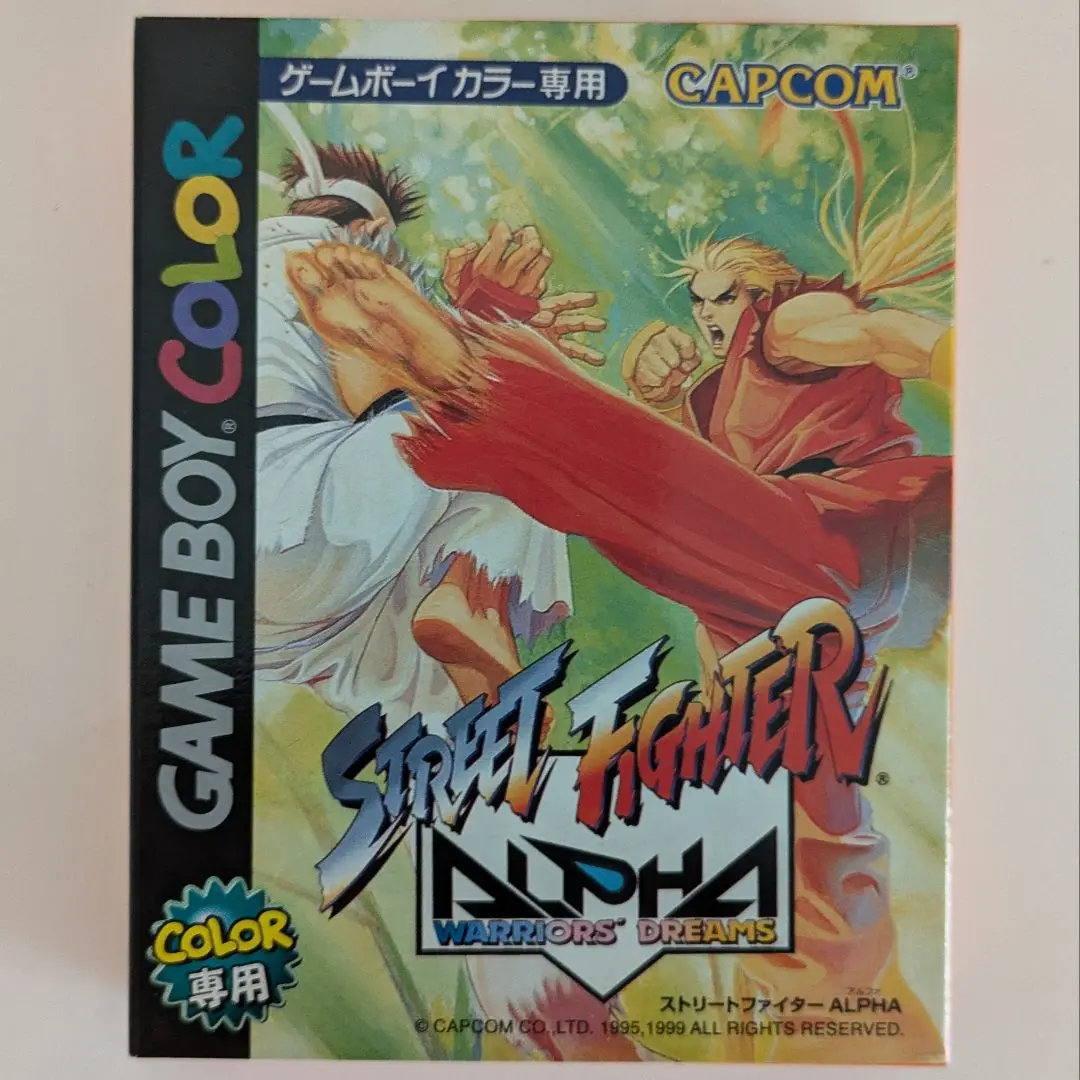 ゲームボーイ カラー専用
CAPCOM®
GAME BOY® COLOR
STREET FIGHTER®
ALPHA
WARRIORS' DREAMS
COLOR
専用
アルファ
ストリートファイター ALPHA
© CAPCOM CO.,LTD. 1995,1999 ALL RIGHTS RESERVED.